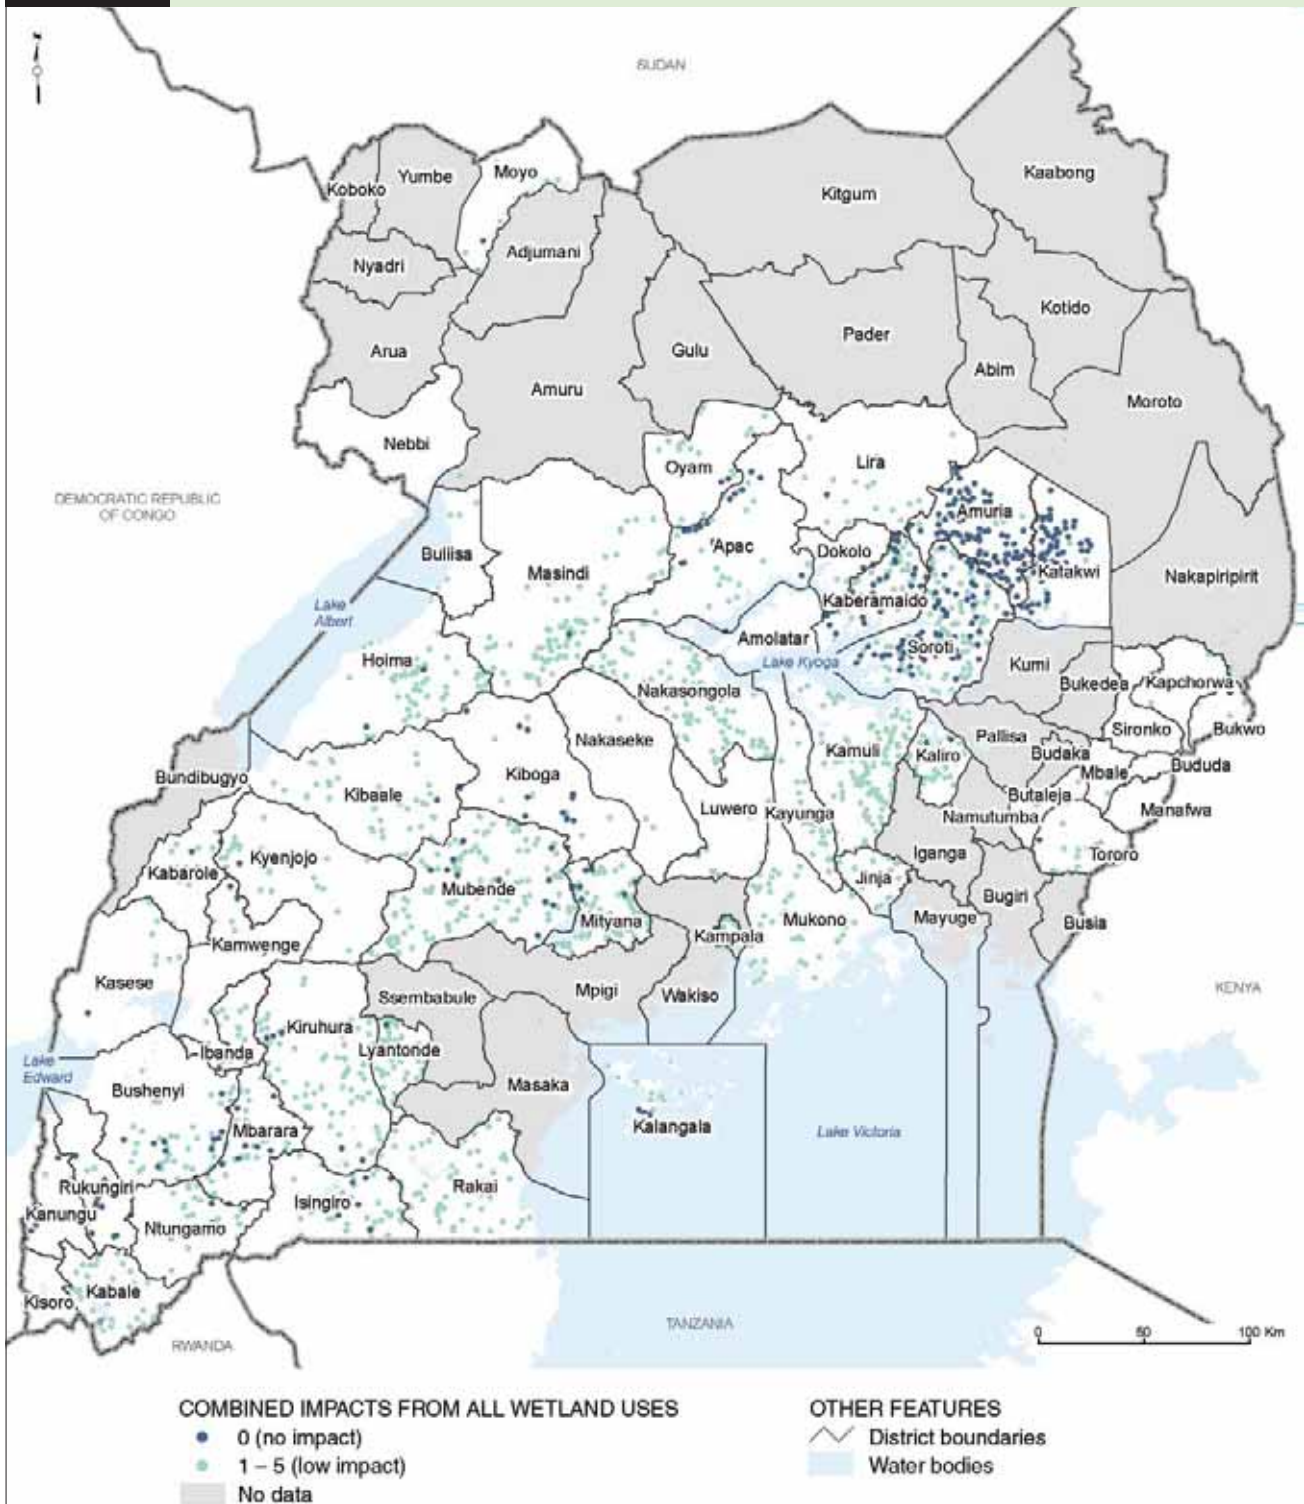 N
SUDAN
Kaabong
Moyo
Yumbe
Koboko
Kitgum
Adjumani
Nyadri
Kotido
Pader
Arua
Gulu
Abim
Amuru
Moroto
Nebbi
Lira
Oyam
DEMOCRATIC REPUBLIC
OF CONGO
Amuria
Apac
Dokolo
Buliisa
Masindi
Katakwi
Nakapiripirit
Kaberamaido
Lake
Albert
Amolatar
Soroti
Lake Kyoga
Hoima
Kumi
Bukedea
Kapchorwa
Nakasongola
Sironko
Bukwo
Nakaseke
Pallisa
Kamuli
Kaliro
Budaka
Bundibugyo
Kiboga
Mbale
Bududa
Kibaale
Butaleja
Luwero
Kayunga
Manafwa
Namutumba
Iganga
Tororo
Kyenjojo
Kabarole
Jinja
Mubende
Bugiri
Mityana
Mukono
Mayuge
Busia
Kampala
Kamwenge
Kasese
Mpigi
Wakiso
KENYA
Ssembabule
Kiruhura
Ibanda
Lyantonde
Lake
Edward
Masaka
Bushenyi
Kalangala
Mbarara
Lake Victoria
Rukungiri
Rakai
Isingiro
Kanungu
Ntungamo
Kabale
Kisoro
TANZANIA
RWANDA
0 50 100 Km
COMBINED IMPACTS FROM ALL WETLAND USES
0 (no impact)
1 – 5 (low impact)
No data
OTHER FEATURES
District boundaries
Water bodies